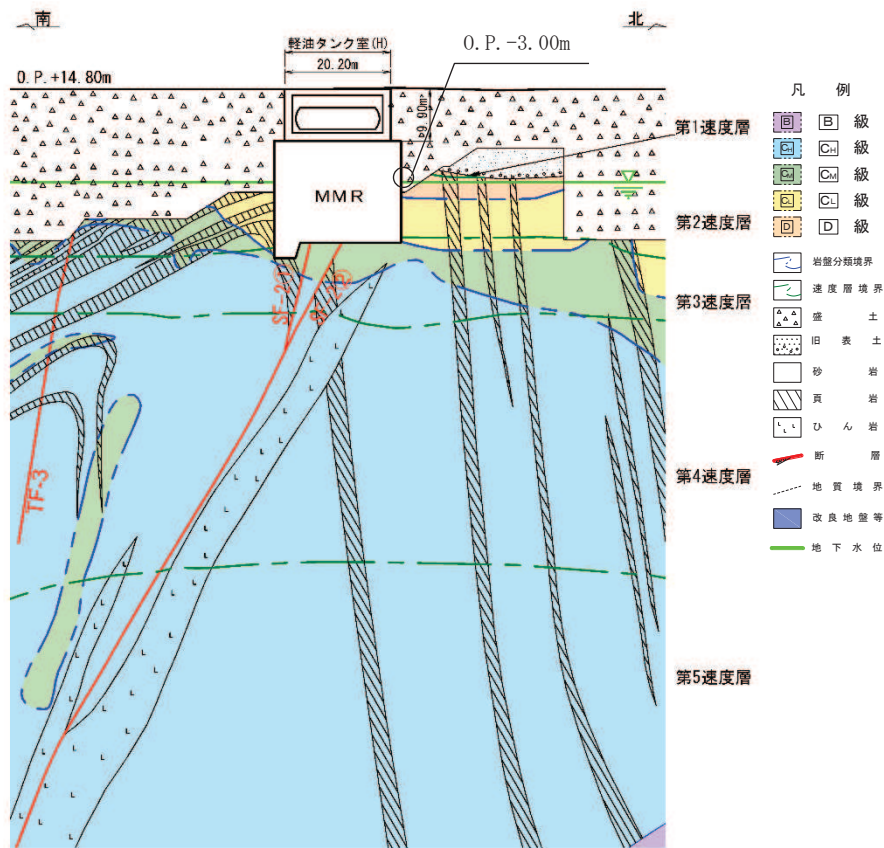 南
北
軽油タンク室(H)
20.20m
O.P.-3.00m
O.P.+14.80m
9.90m
MMR
第1速度層
第2速度層
第3速度層
第4速度層
第5速度層
TF-3
凡 例
B B 級
CH CH 級
CM CM 級
CL CL 級
D D 級
岩盤分類境界
速度層境界
盛 土
旧 表 土
砂 岩
頁 岩
ひ ん 岩
断 層
地 質 境 界
改良地盤等
地 下 水 位